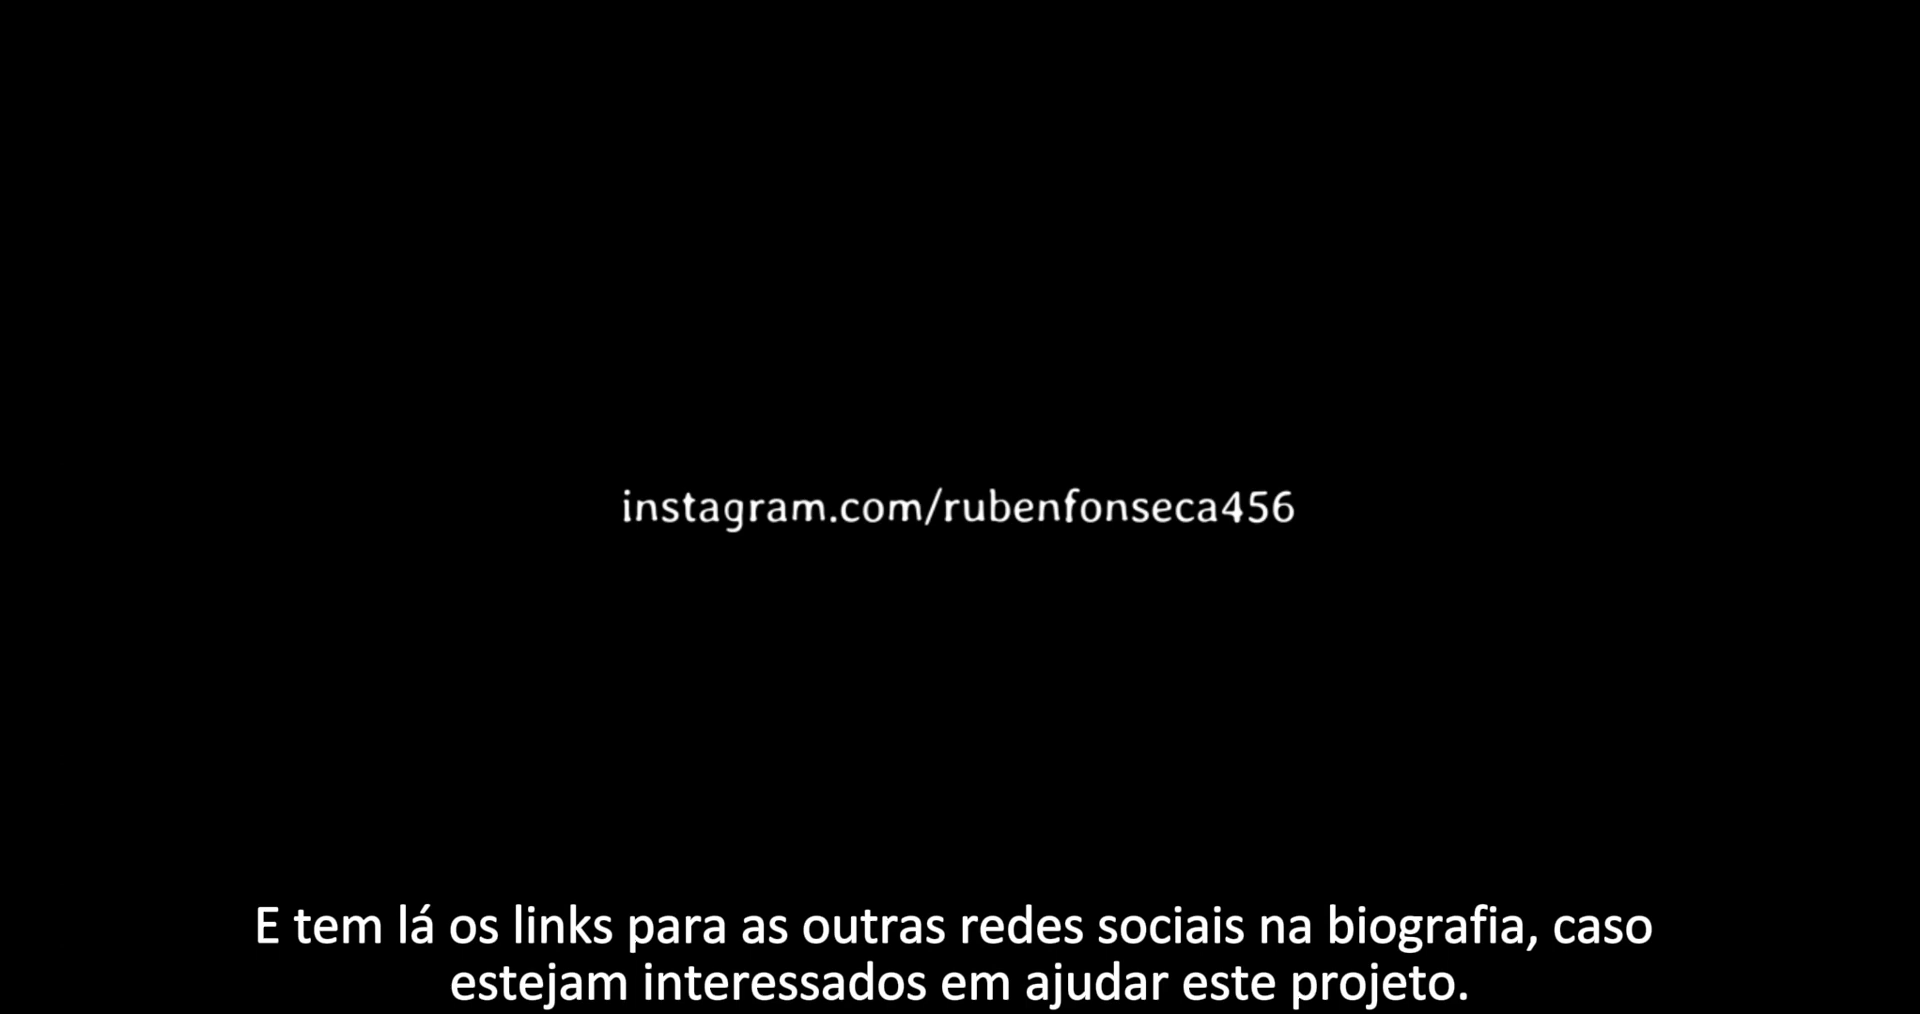 instagram.com/rubenfonseca456
E tem lá os links para as outras redes sociais na biografia, caso
estejam interessados em ajudar este projeto.